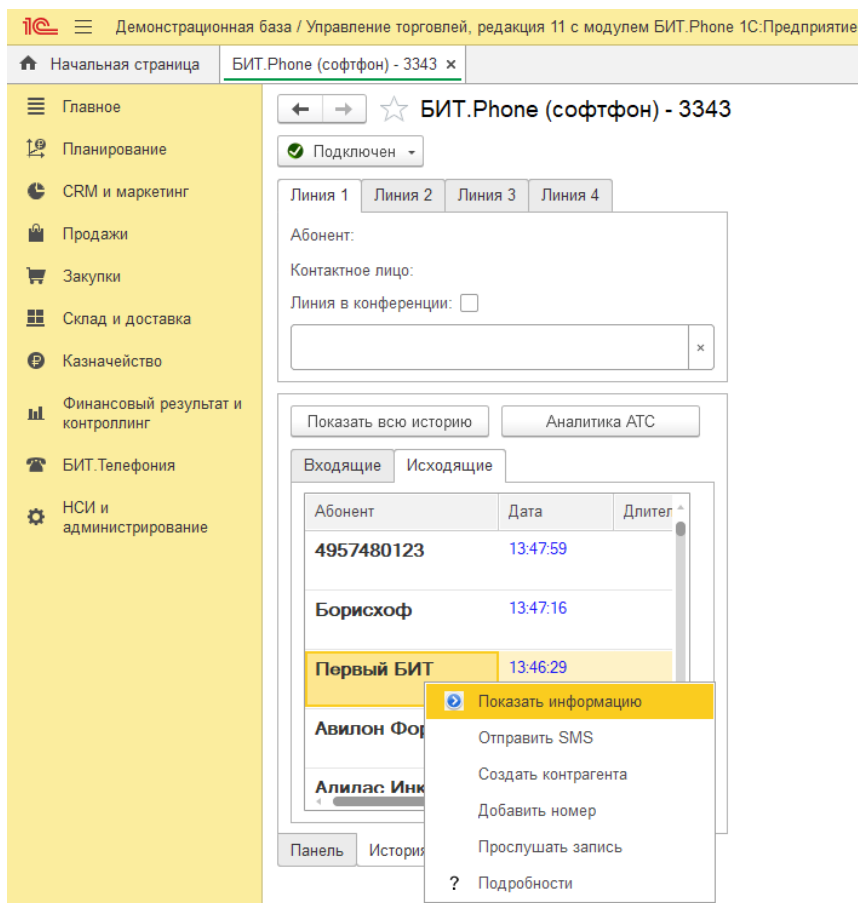 1С Демонстрационная база / Управление торговлей, редакция 11 с модулем БИТ.Phone 1С:Предприятие
Начальная страница
БИТ.Phone (софтфон) - 3343 ×
Главное
Планирование
CRM и маркетинг
Продажи
Закупки
Склад и доставка
Казначейство
Финансовый результат и
контроллинг
БИТ.Телефония
НСИ и
администрирование
БИТ.Phone (софтфон) - 3343
Подключен
Линия 1 Линия 2 Линия 3 Линия 4
Абонент:
Контактное лицо:
Линия в конференции:
×
Показать всю историю Аналитика АТС
Входящие Исходящие
Абонент Дата Длител
4957480123 13:47:59
Борисхоф 13:47:16
Первый БИТ 13:46:29
Авилон Фор
Алилас Инк
Панель История
Показать информацию
Отправить SMS
Создать контрагента
Добавить номер
Прослушать запись
? Подробности